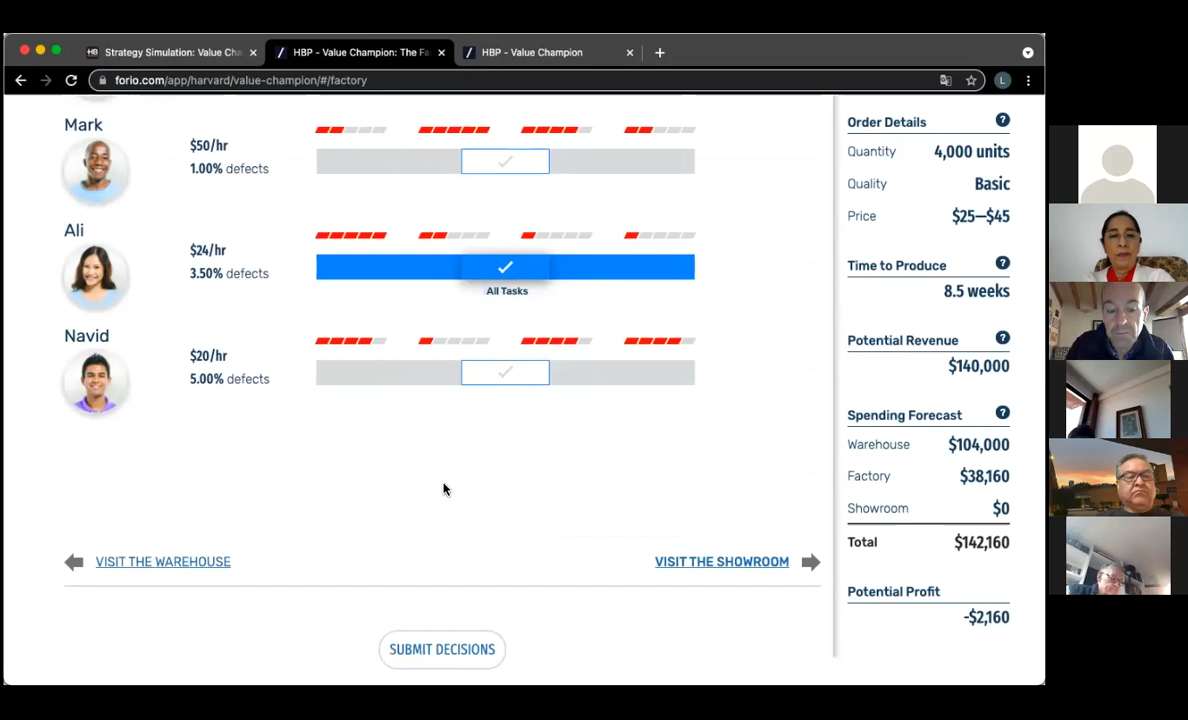 Strategy Simulation: Value Cha
HBP - Value Champion: The Fa
HBP - Value Champion
forio.com/app/harvard/value-champion/#/factory
L
Mark
$50/hr
1.00% defects
Ali
$24/hr
3.50% defects
All Tasks
Navid
$20/hr
5.00% defects
VISIT THE WAREHOUSE
VISIT THE SHOWROOM
SUBMIT DECISIONS
Order Details ?
Quantity 4,000 units
Quality Basic
Price $25—$45
Time to Produce ?
8.5 weeks
Potential Revenue ?
$140,000
Spending Forecast ?
Warehouse $104,000
Factory $38,160
Showroom $0
Total $142,160
Potential Profit
-$2,160